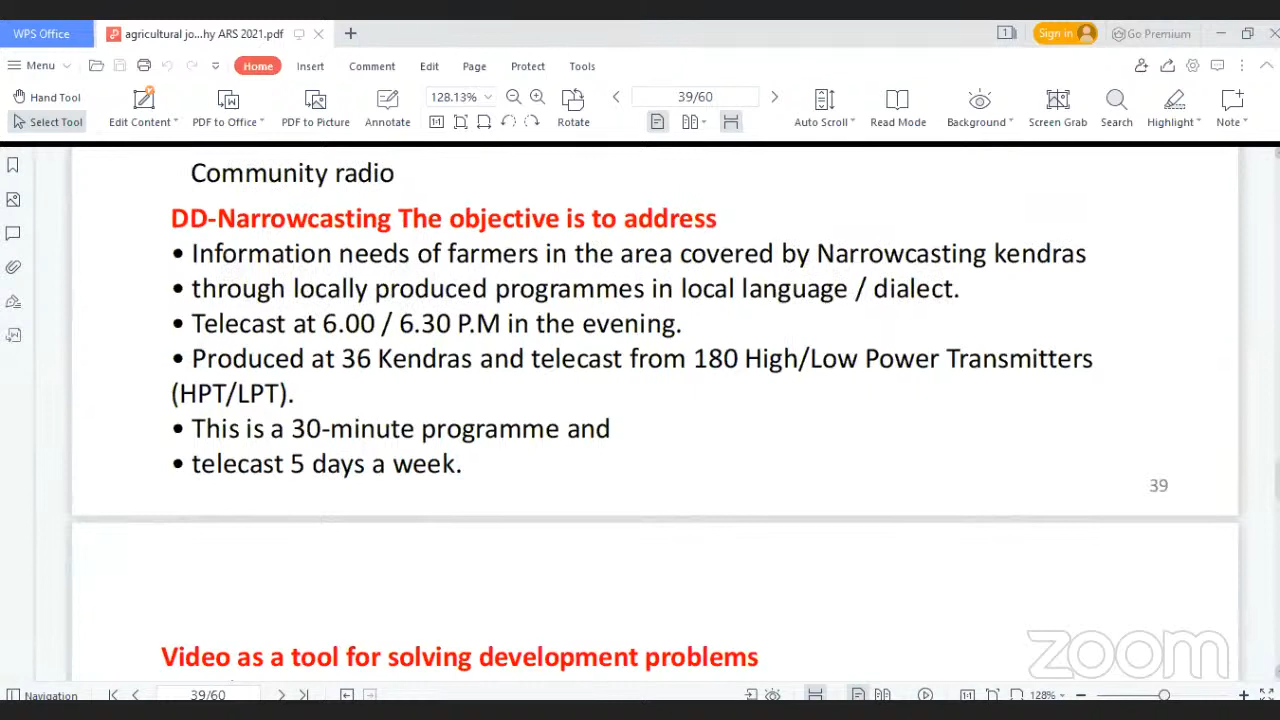 WPS Office
agricultural jo...hy ARS 2021.pdf
1
Sign in
Go Premium
Menu
Home
Insert
Comment
Edit
Page
Protect
Tools
Hand Tool
Select Tool
Edit Content
PDF to Office
PDF to Picture
Annotate
128.13%
Rotate
39/60
Auto Scroll
Read Mode
Background
Screen Grab
Search
Highlight
Note
Community radio
DD-Narrowcasting The objective is to address
• Information needs of farmers in the area covered by Narrowcasting kendras
• through locally produced programmes in local language / dialect.
• Telecast at 6.00 / 6.30 P.M in the evening.
• Produced at 36 Kendras and telecast from 180 High/Low Power Transmitters
(HPT/LPT).
• This is a 30-minute programme and
• telecast 5 days a week.
39
Video as a tool for solving development problems
zoom
Navigation
39/60
128%